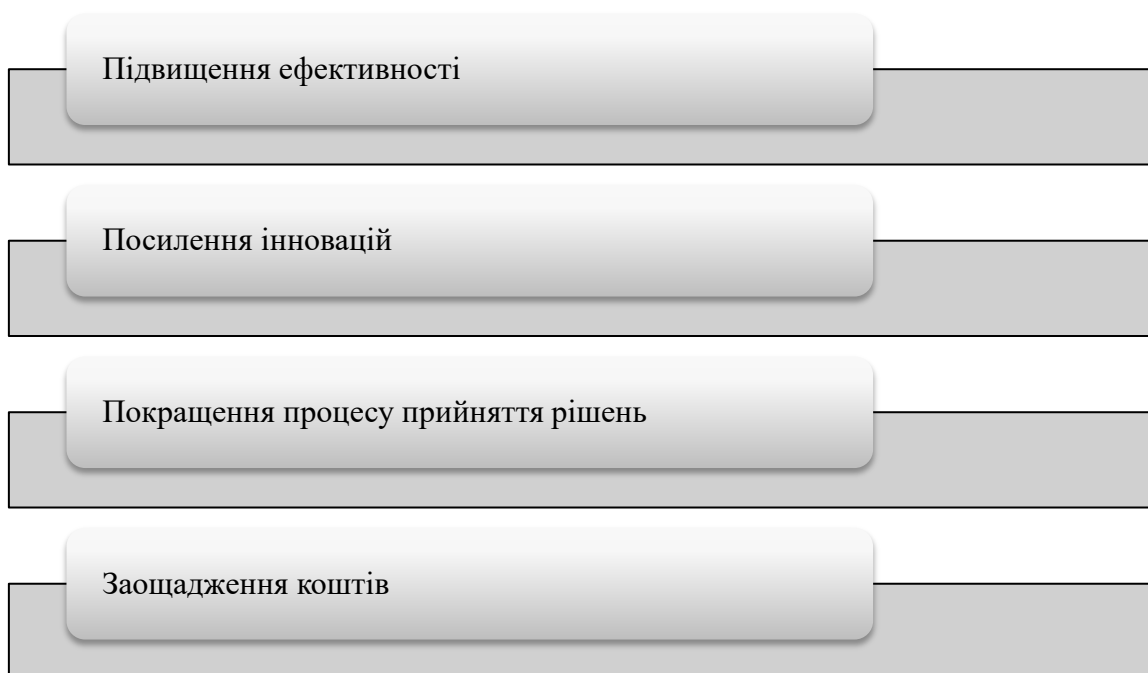 Підвищення ефективності
Посилення інновацій
Покращення процесу прийняття рішень
Заощадження коштів